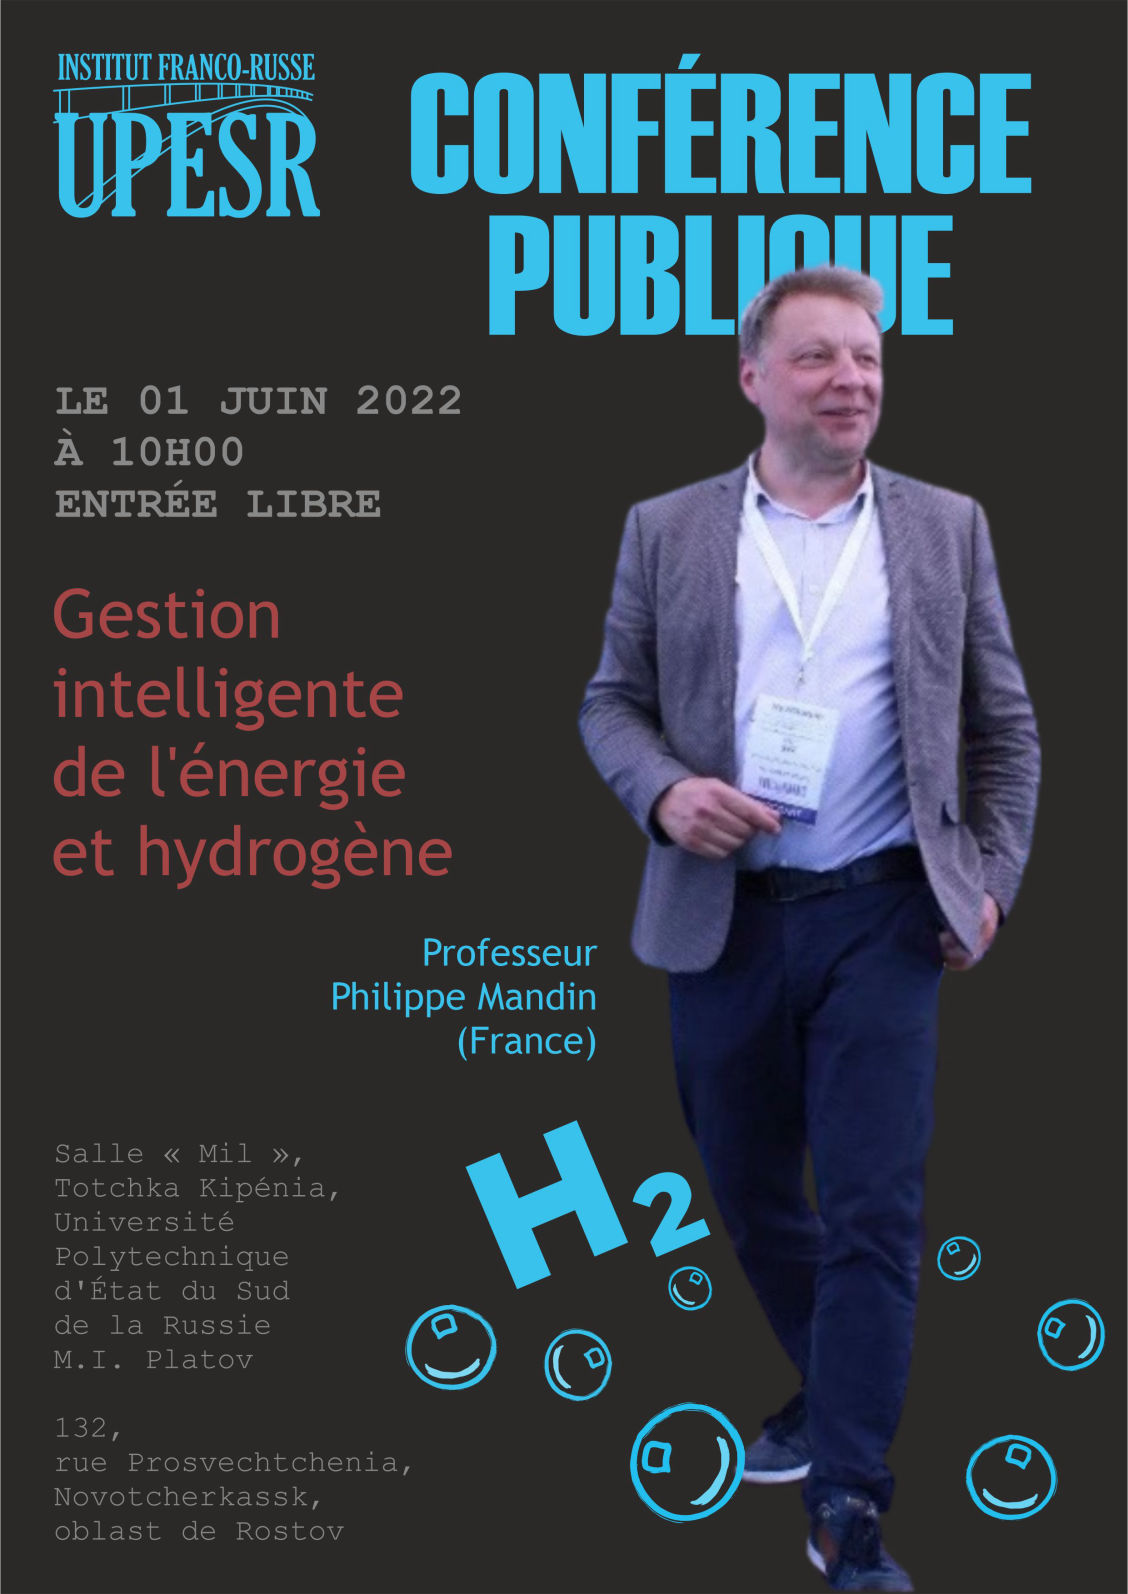 INSTITUT FRANCO-RUSSE
UPESR
CONFÉRENCE
PUBLIQUE
LE 01 JUIN 2022
À 10H00
ENTRÉE LIBRE
Gestion
intelligente
de l'énergie
et hydrogène
Professeur
Philippe Mandin
(France)
H2
Salle « Mil »,
Totchka Kipénia,
Université
Polytechnique
d'État du Sud
de la Russie
M.I. Platov
132,
rue Prosvechtchenia,
Novotcherkassk,
oblast de Rostov